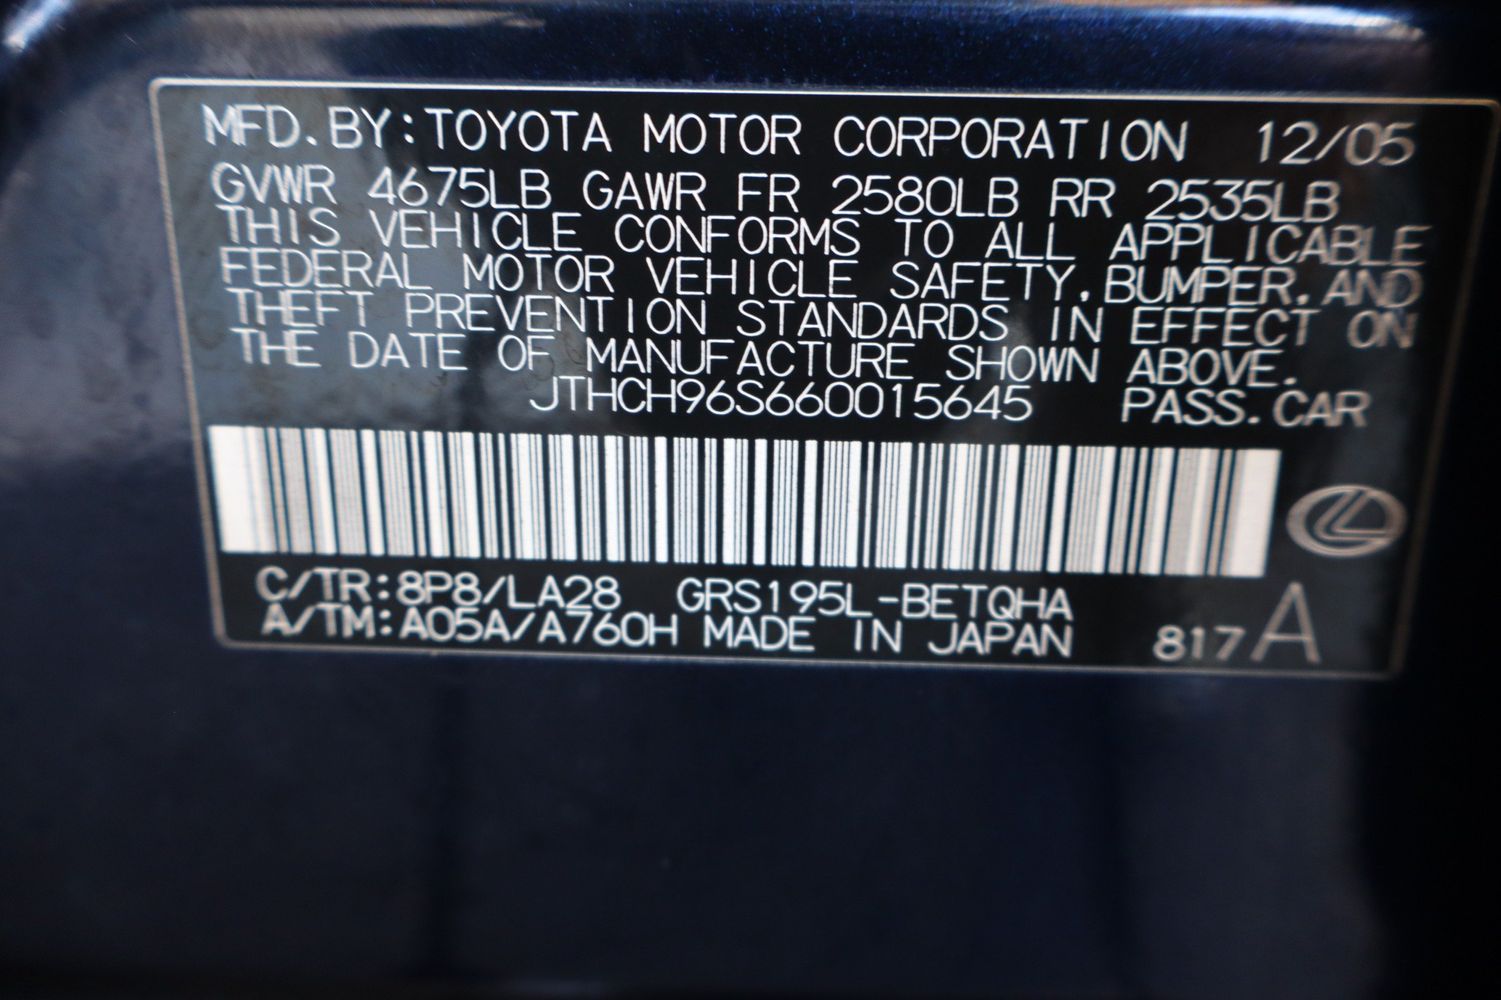 MFD.BY:TOYOTA MOTOR CORPORATION 12/05
GVWR 4675LB GAWR FR 2580LB RR 2535LB
THIS VEHICLE CONFORMS TO ALL APPLICABLE
FEDERAL MOTOR VEHICLE SAFETY,BUMPER,AND
THEFT PREVENTION STANDARDS IN EFFECT ON
THE DATE OF MANUFACTURE SHOWN ABOVE.
JTHCH96S660015645 PASS.CAR
C/TR:8P8/LA28 GRS195L-BETQHA
A/TM:A05A/A760H MADE IN JAPAN 817A